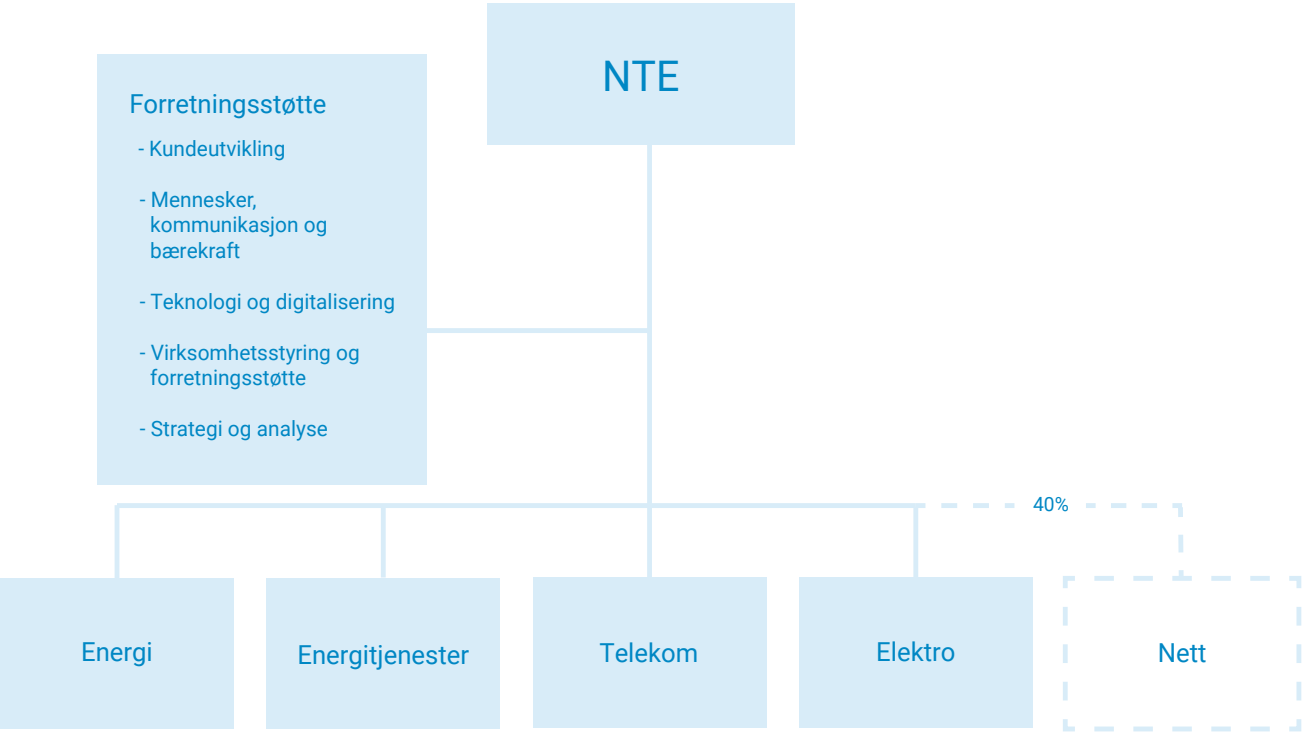 NTE
Forretningsstøtte
- Kundeutvikling
- Mennesker,
kommunikasjon og
bærekraft
- Teknologi og digitalisering
- Virksomhetsstyring og
forretningsstøtte
- Strategi og analyse
40%
Energi
Energitjenester
Telekom
Elektro
Nett